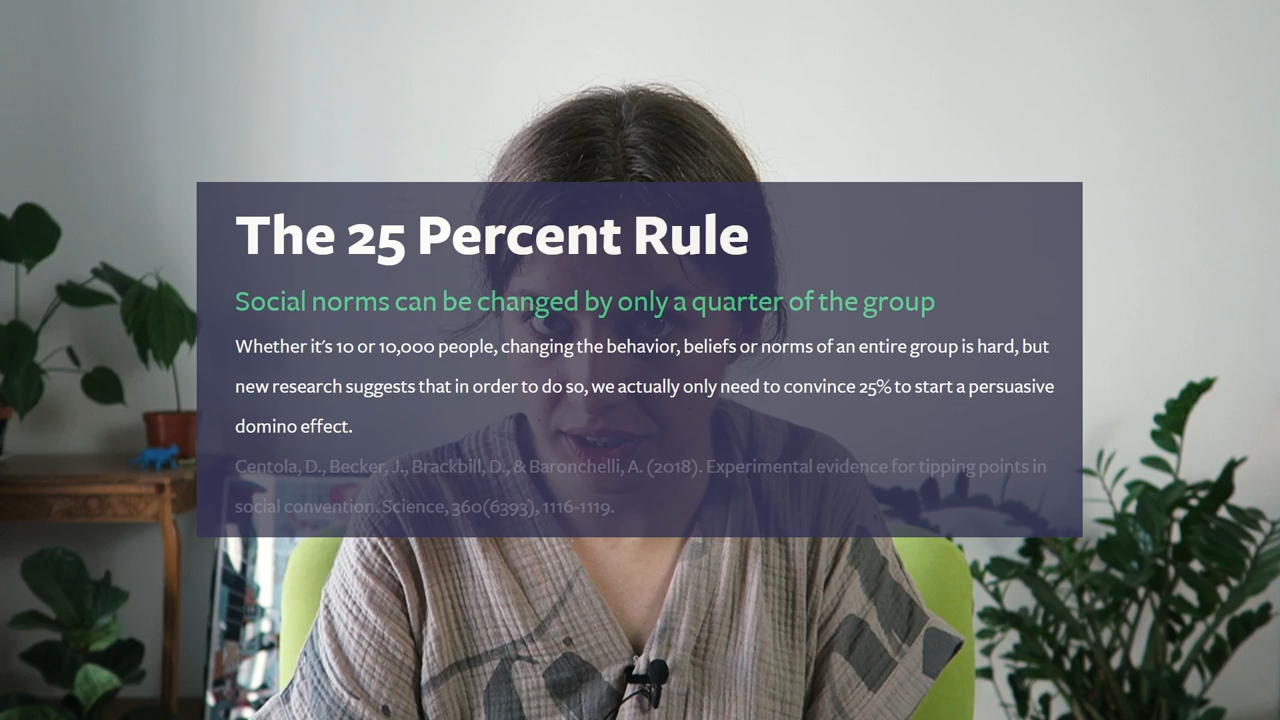 The 25 Percent Rule
Social norms can be changed by only a quarter of the group
Whether it's 10 or 10,000 people, changing the behavior, beliefs or norms of an entire group is hard, but
new research suggests that in order to do so, we actually only need to convince 25% to start a persuasive
domino effect.
Centola, D., Becker, J., Brackbill, D., & Baronchelli, A. (2018). Experimental evidence for tipping points in
social convention. Science, 360(6393), 1116-1119.